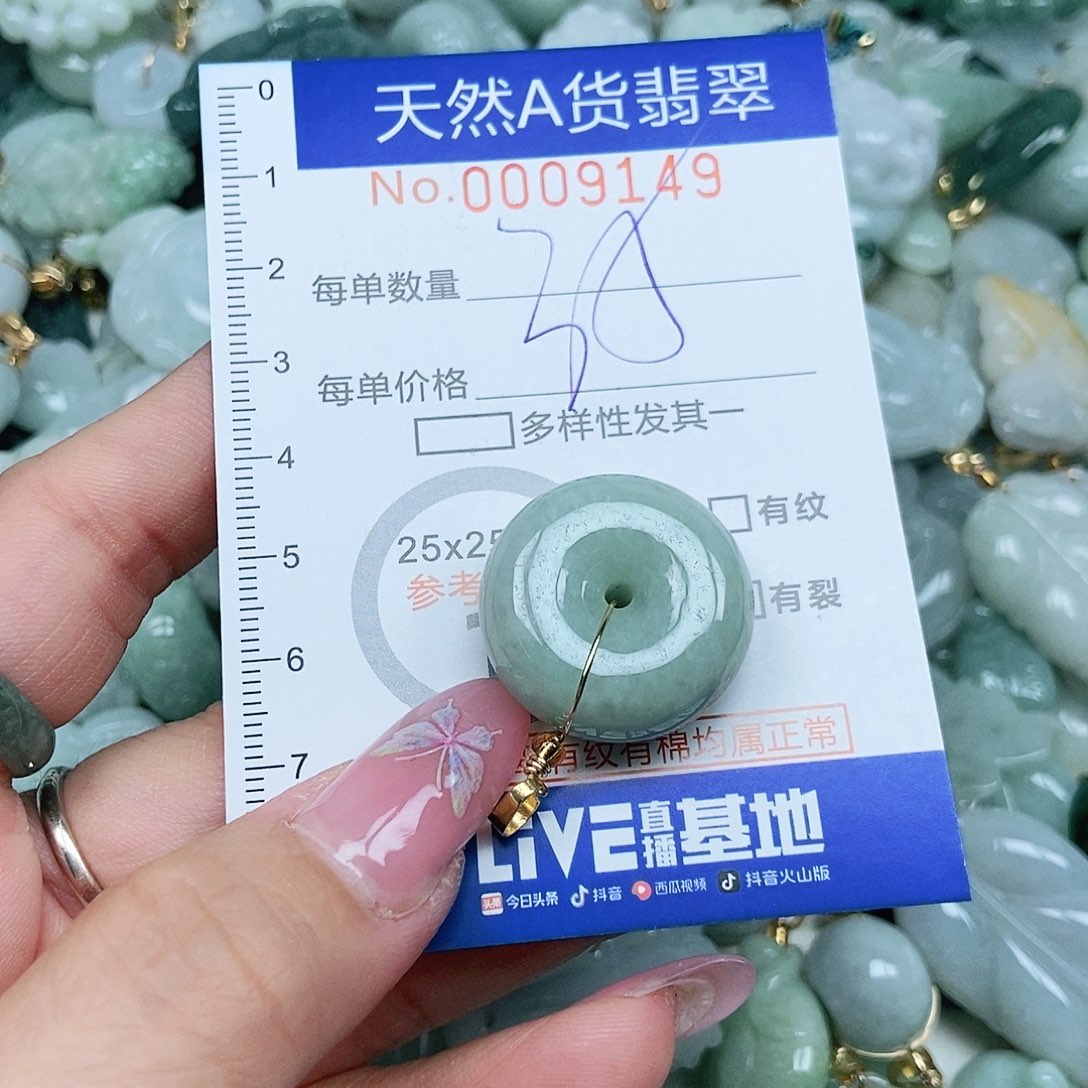 天然A货翡翠
No.0009149
每单数量
每单价格
多样性发其一
25x25
有纹
参考
有裂
有纹有棉均属正常
LiVE直播基地
头条 今日头条 抖音 西瓜视频 抖音火山版
0
1
2
3
4
5
6
7